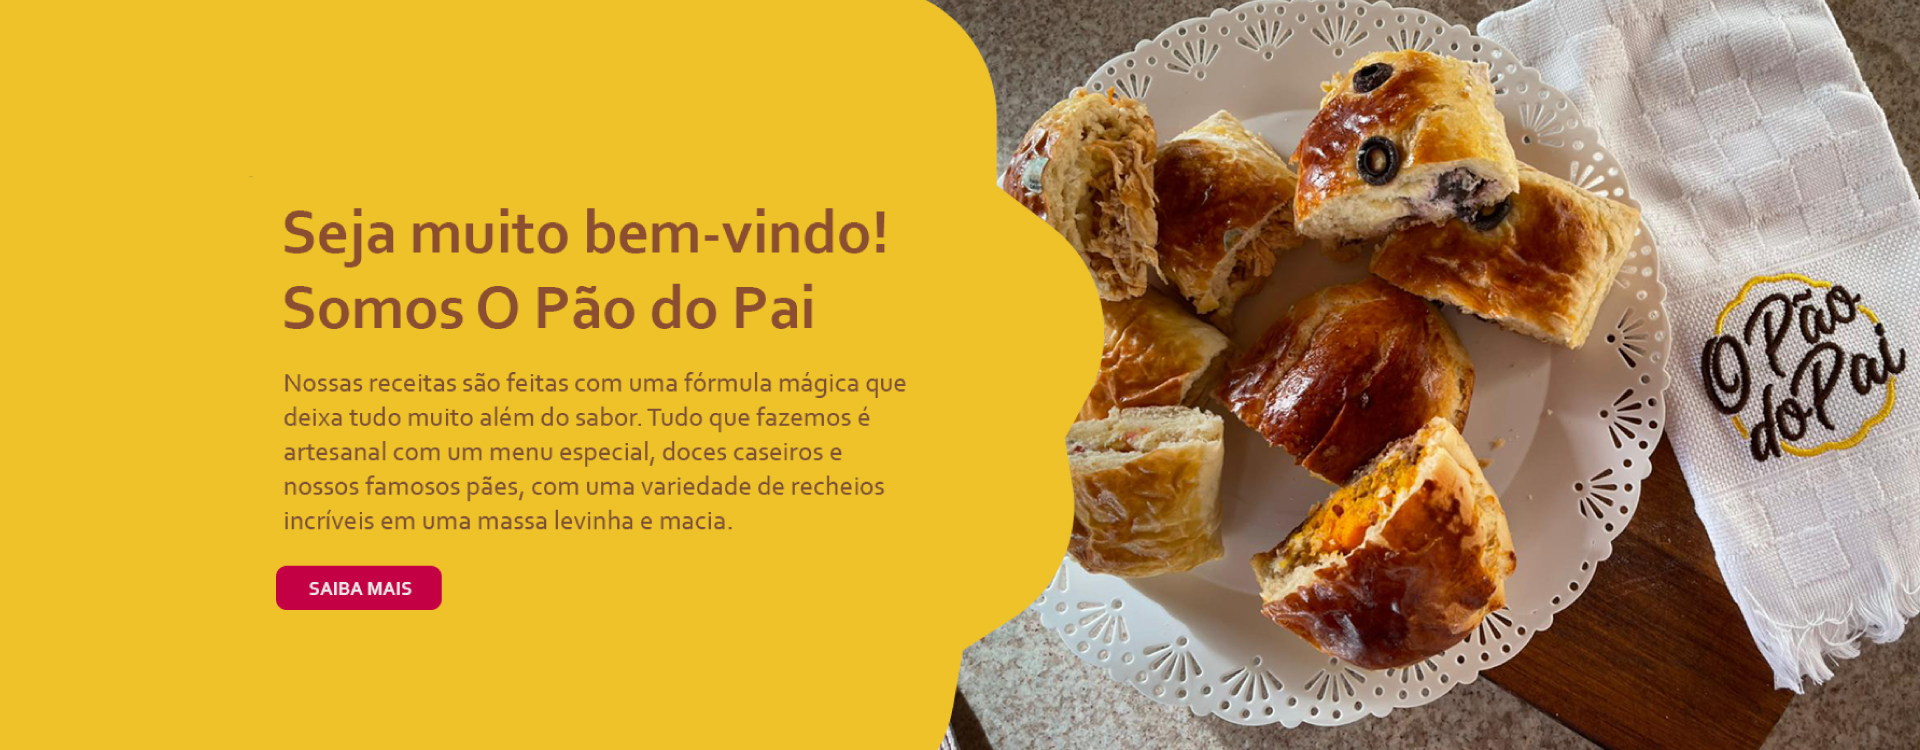 Seja muito bem-vindo!
Somos O Pão do Pai
Nossas receitas são feitas com uma fórmula mágica que
deixa tudo muito além do sabor. Tudo que fazemos é
artesanal com um menu especial, doces caseiros e
nossos famosos pães, com uma variedade de recheios
incríveis em uma massa levinha e macia.
SAIBA MAIS
O Pão
do Pai